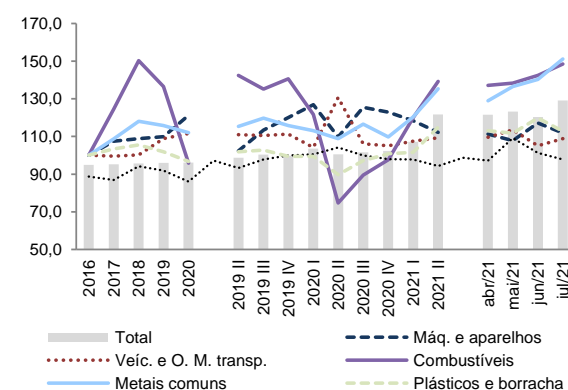 170,0
150,0
130,0
110,0
90,0
70,0
50,0
2016
2017
2018
2019
2020
2019 II
2019 III
2019 IV
2020 I
2020 II
2020 III
2020 IV
2021 I
2021 II
abr/21
mai/21
jun/21
jul/21
Total Máq. e aparelhos
Veíc. e O. M. transp. Combustíveis
Metais comuns Plásticos e borracha